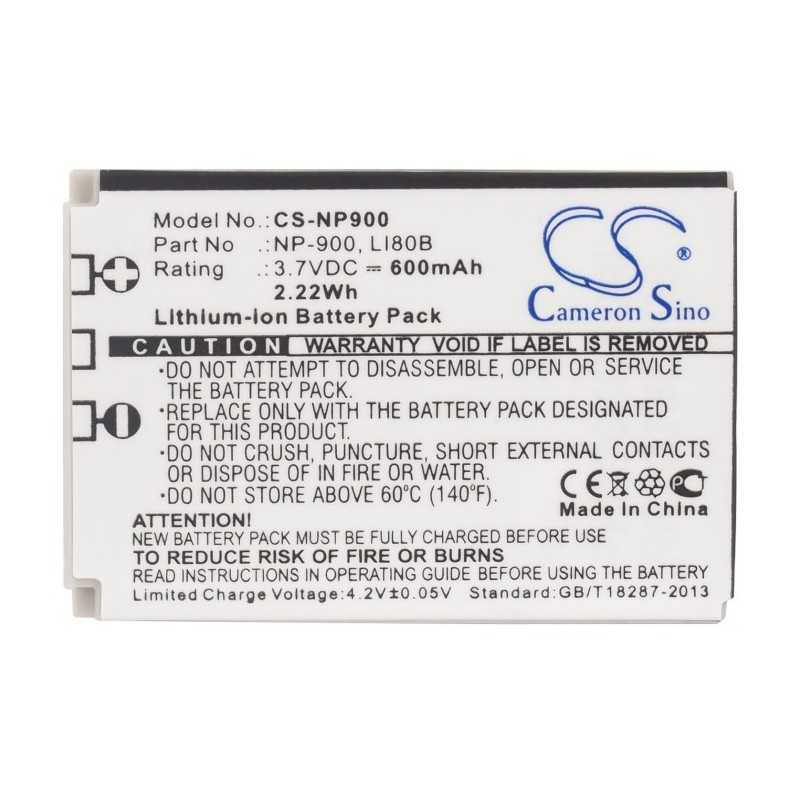 Model No.: CS-NP900
Part No : NP-900, LI80B
Rating : 3.7VDC ⎓ 600mAh
2.22Wh
Lithium-ion Battery Pack
CS
®
Cameron Sino
CAUTION WARRANTY VOID IF LABEL IS REMOVED
•DO NOT ATTEMPT TO DISASSEMBLE, OPEN OR SERVICE
THE BATTERY PACK.
•REPLACE ONLY WITH THE BATTERY PACK DESIGNATED
FOR THIS PRODUCT.
•DO NOT CRUSH, PUNCTURE, SHORT EXTERNAL CONTACTS
OR DISPOSE OF IN FIRE OR WATER.
•DO NOT STORE ABOVE 60°C (140°F).
CE
Made In China
ATTENTION!
NEW BATTERY PACK MUST BE FULLY CHARGED BEFORE USE
TO REDUCE RISK OF FIRE OR BURNS
READ INSTRUCTIONS IN OPERATING GUIDE BEFORE USING BATTERY
Limited Charge Voltage:4.2V±0.05V Standard:GB/T18287-2013